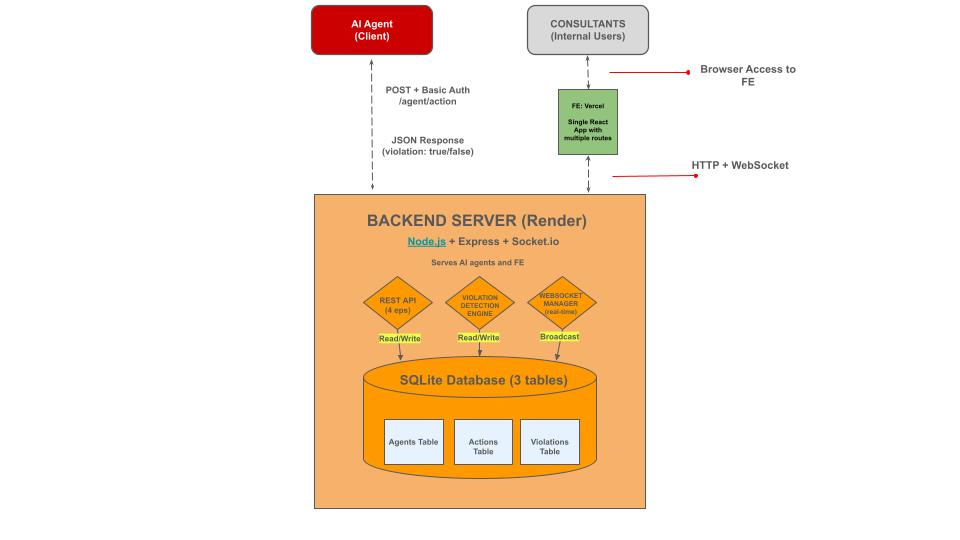 AI Agent
(Client)
CONSULTANTS
(Internal Users)
Browser Access to
FE
POST + Basic Auth
/agent/action
FE: Vercel
Single React
App with
multiple routes
JSON Response
(violation: true/false)
HTTP + WebSocket
BACKEND SERVER (Render)
Node.js + Express + Socket.io
Serves AI agents and FE
REST API
(4 eps)
VIOLATION
DETECTION
ENGINE
WEBSOCKET
MANAGER
(real-time)
Read/Write
Read/Write
Broadcast
SQLite Database (3 tables)
Agents Table
Actions
Table
Violations
Table